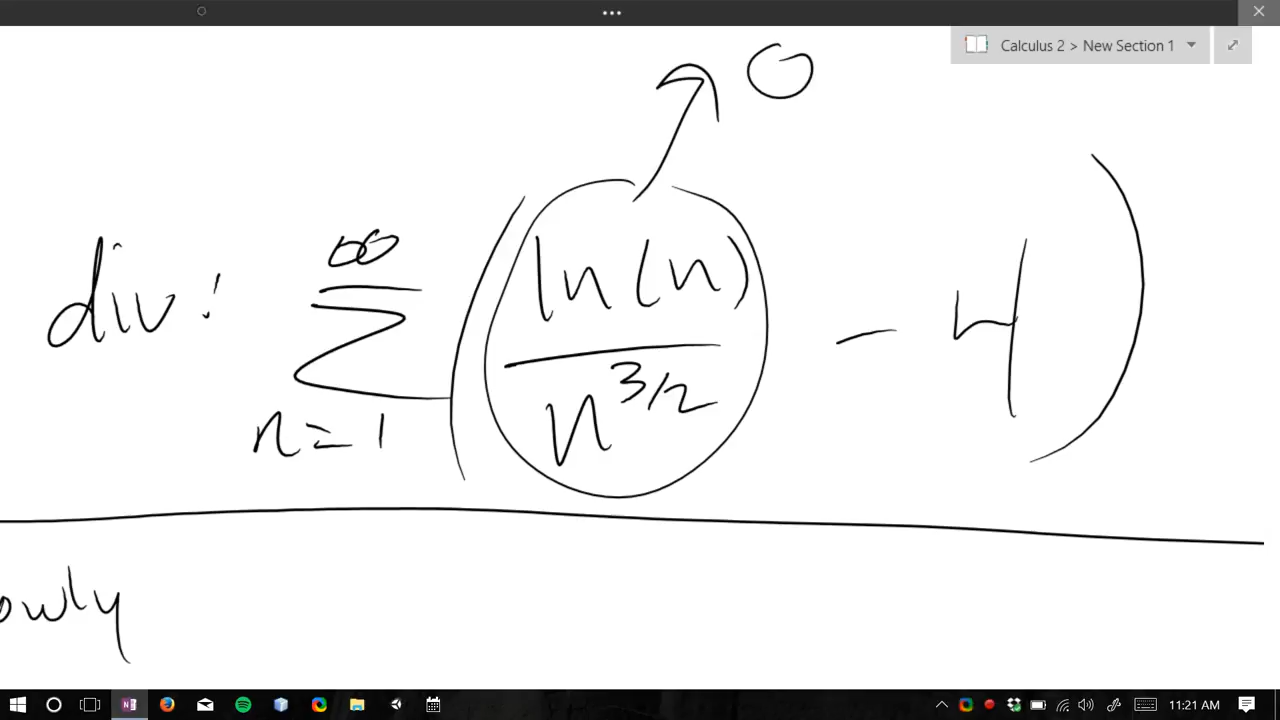 Calculus 2 > New Section 1
0
div: ∞ Σ n=1 ( ln(n) / n^3/2 - 4 )
owly
11:21 AM